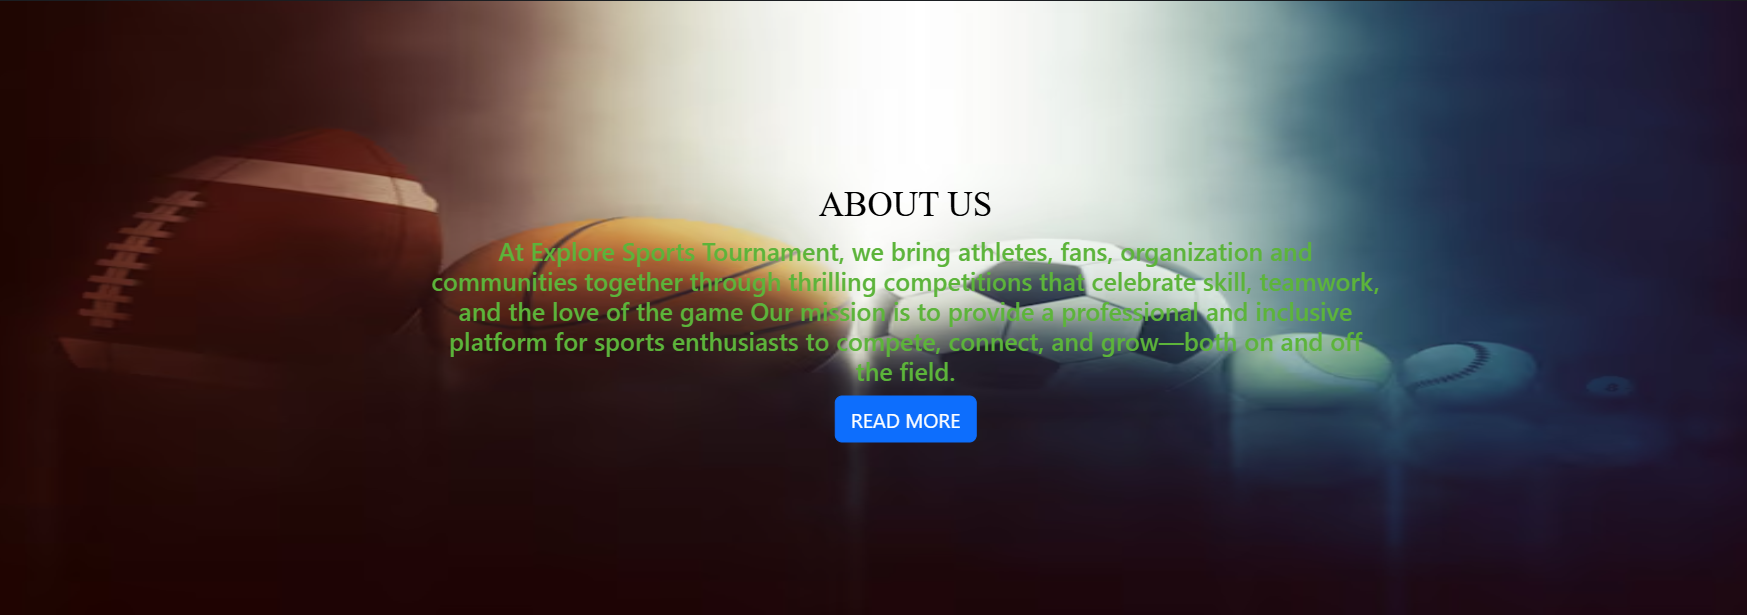 ABOUT US
At Explore Sports Tournament, we bring athletes, fans, organization and
communities together through thrilling competitions that celebrate skill, teamwork,
and the love of the game Our mission is to provide a professional and inclusive
platform for sports enthusiasts to compete, connect, and grow—both on and off
the field.
READ MORE